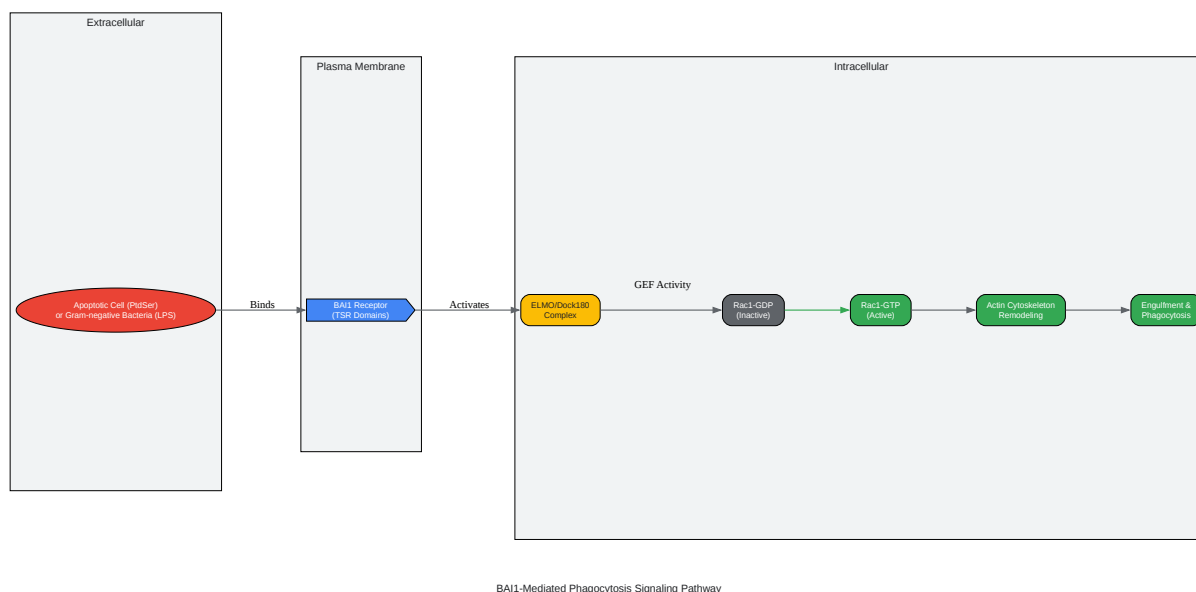 Extracellular
Plasma Membrane
Intracellular
Apoptotic Cell (PtdSer)
or Gram-negative Bacteria (LPS)
Binds
BAI1 Receptor
(TSR Domains)
Activates
ELMO/Dock180
Complex
GEF Activity
Rac1-GDP
(Inactive)
Rac1-GTP
(Active)
Actin Cytoskeleton
Remodeling
Engulfment &
Phagocytosis
BAI1-Mediated Phagocytosis Signaling Pathway